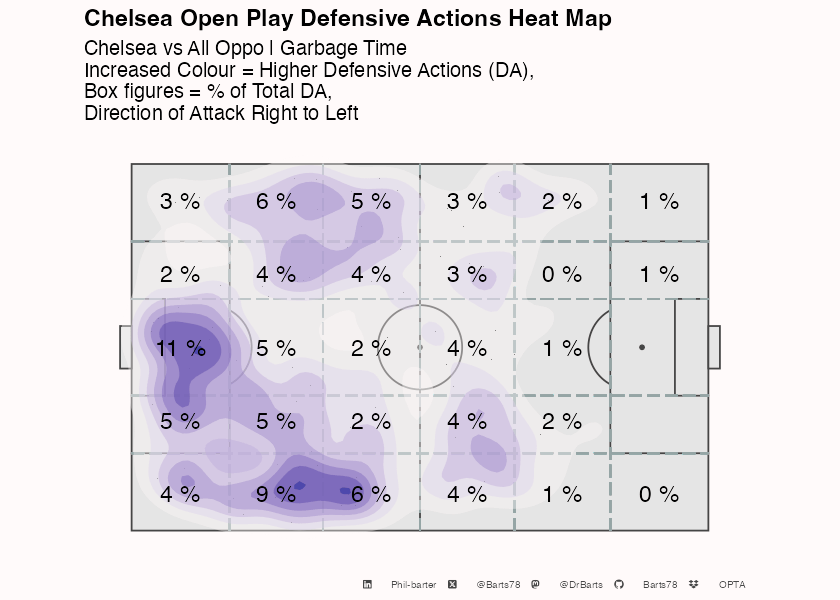 Chelsea Open Play Defensive Actions Heat Map
Chelsea vs All Oppo I Garbage Time
Increased Colour = Higher Defensive Actions (DA),
Box figures = % of Total DA,
Direction of Attack Right to Left
3 % 6 % 5 % 3 % 2 % 1 %
2 % 4 % 4 % 3 % 0 % 1 %
11 % 5 % 2 % 4 % 1 %
5 % 5 % 2 % 4 % 2 %
4 % 9 % 6 % 4 % 1 % 0 %
Phil-barter @Barts78 @DrBarts Barts78 OPTA